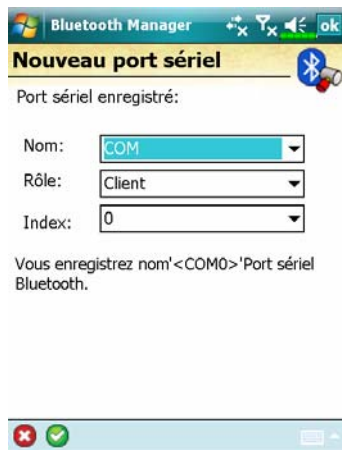 Bluetooth Manager ok
Nouveau port sériel
Port sériel enregistré:
Nom: COM
Rôle: Client
Index: 0
Vous enregistrez nom'<COM0>'Port sériel
Bluetooth.